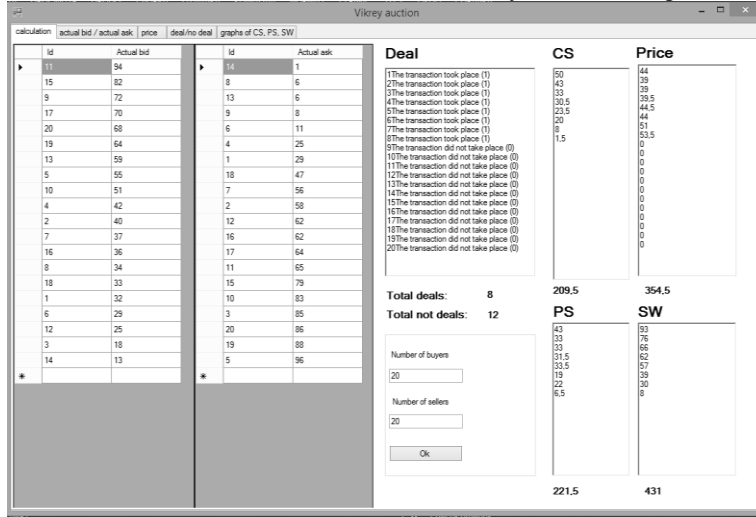 Vikrey auction
calculation actual bid / actual ask price deal/no deal graphs of CS, PS, SW
Id Actual bid Id Actual ask
11 94 14 1
15 82 8 6
9 72 13 6
17 70 9 8
20 68 6 11
19 64 4 25
13 59 1 29
5 55 18 47
10 51 7 56
4 42 2 58
2 40 12 62
7 37 16 62
16 36 17 64
8 34 11 65
18 33 15 79
1 32 10 83
6 29 3 85
12 25 20 86
3 18 19 88
14 13 5 96
Deal
1The transaction took place (1)
2The transaction took place (1)
3The transaction took place (1)
4The transaction took place (1)
5The transaction took place (1)
6The transaction took place (1)
7The transaction took place (1)
8The transaction took place (1)
9The transaction did not take place (0)
10The transaction did not take place (0)
11The transaction did not take place (0)
12The transaction did not take place (0)
13The transaction did not take place (0)
14The transaction did not take place (0)
15The transaction did not take place (0)
16The transaction did not take place (0)
17The transaction did not take place (0)
18The transaction did not take place (0)
19The transaction did not take place (0)
20The transaction did not take place (0)
Total deals: 8
Total not deals: 12
Number of buyers
20
Number of sellers
20
Ok
CS
50
43
33
30,5
23,5
20
8
1,5
209,5
Price
44
39
39
39,5
44,5
44
51
53,5
0
0
0
0
0
0
0
0
0
0
0
0
354,5
PS
43
33
33
31,5
33,5
19
22
6,5
221,5
SW
93
76
66
62
57
39
30
8
431